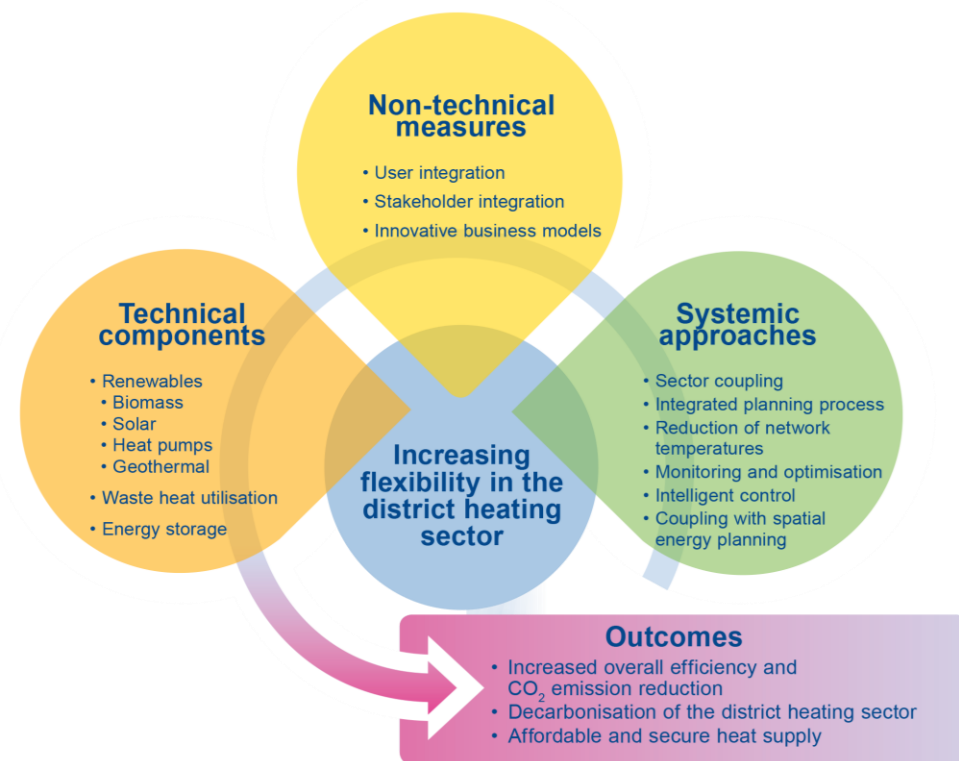 Non-technical
measures
• User integration
• Stakeholder integration
• Innovative business models
Technical
components
• Renewables
• Biomass
• Solar
• Heat pumps
• Geothermal
• Waste heat utilisation
• Energy storage
Systemic
approaches
• Sector coupling
• Integrated planning process
• Reduction of network
temperatures
• Monitoring and optimisation
• Intelligent control
• Coupling with spatial
energy planning
Increasing
flexibility in the
district heating
sector
Outcomes
• Increased overall efficiency and
CO₂ emission reduction
• Decarbonisation of the district heating sector
• Affordable and secure heat supply